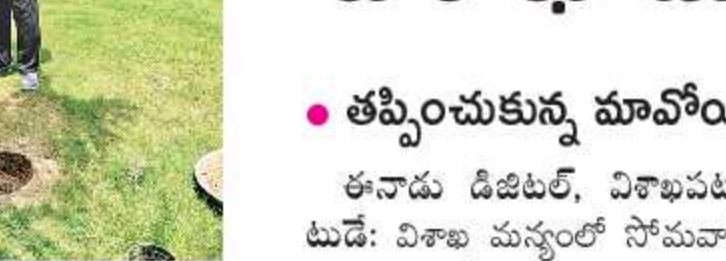 • తప్పించుకున్న
ఈనాడు డిజిటల్, విశాఖపట
టుడే: విశాఖ మన్యంలో సోమవా